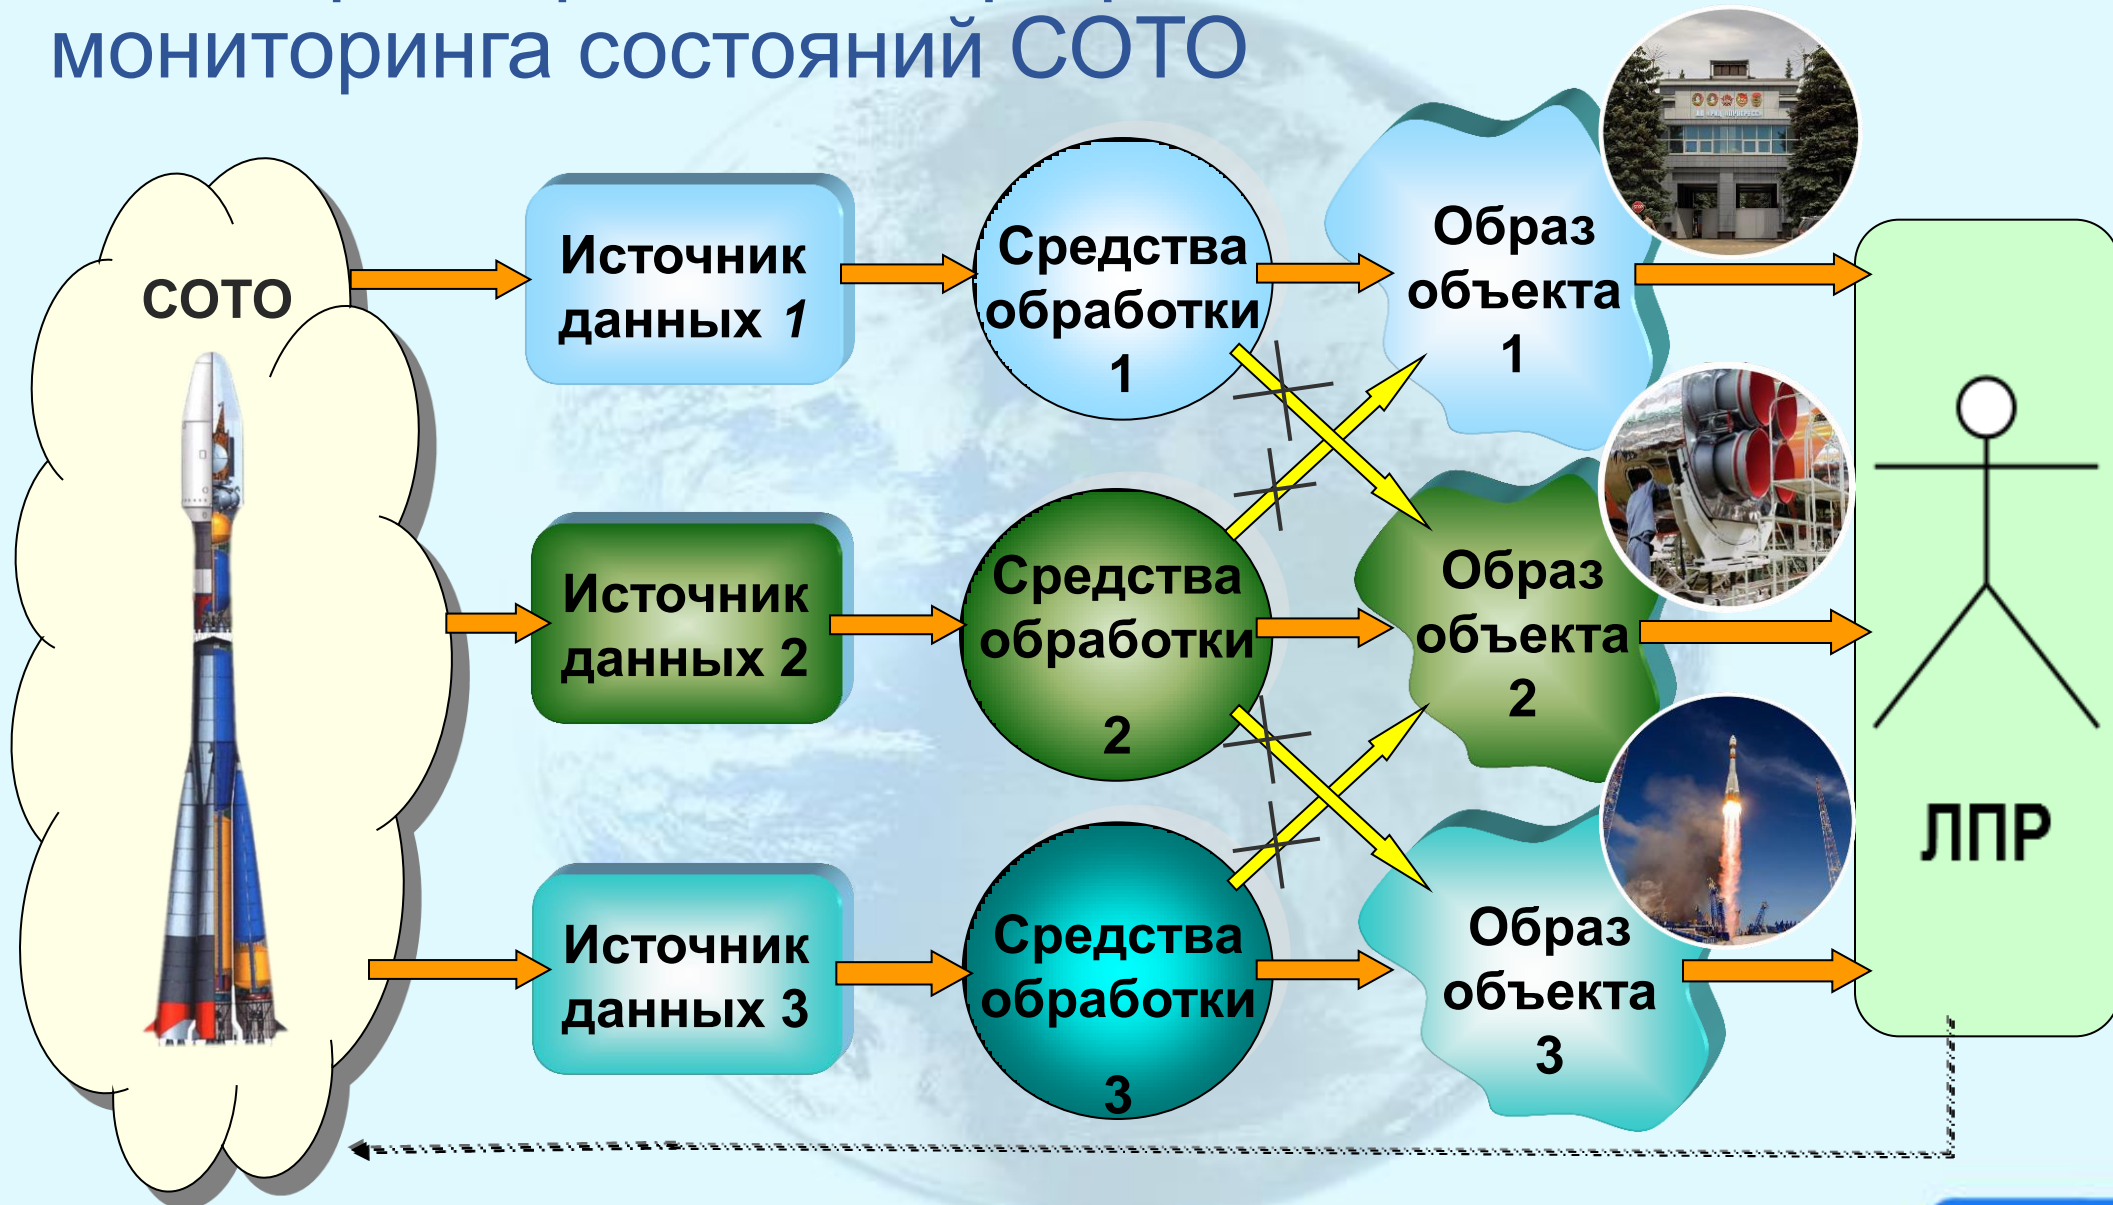 мониторинга состояний СОТО
СОТО
Источник
данных 1
Средства
обработки
1
Образ
объекта
1
Источник
данных 2
Средства
обработки
2
Образ
объекта
2
Источник
данных 3
Средства
обработки
3
Образ
объекта
3
ЛПР